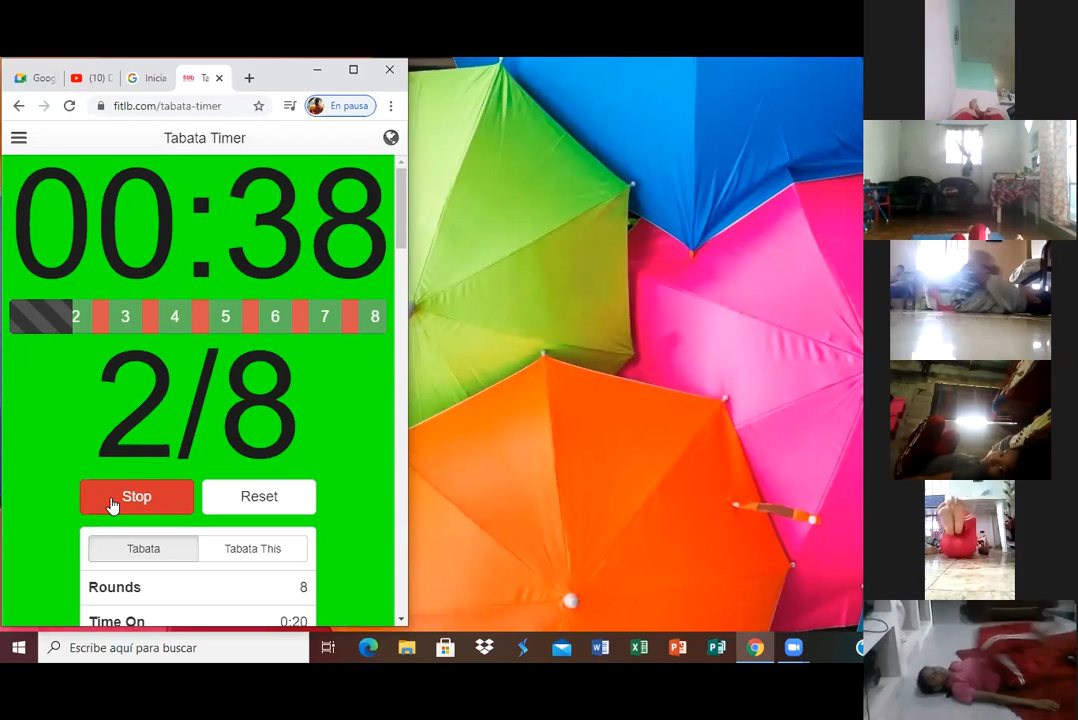 Goog
(10) D
Inicia
Ta
fitlb.com/tabata-timer
En pausa
Tabata Timer
00:38
2 3 4 5 6 7 8
2/8
Stop Reset
Tabata Tabata This
Rounds 8
Time On 0:20
Escribe aquí para buscar